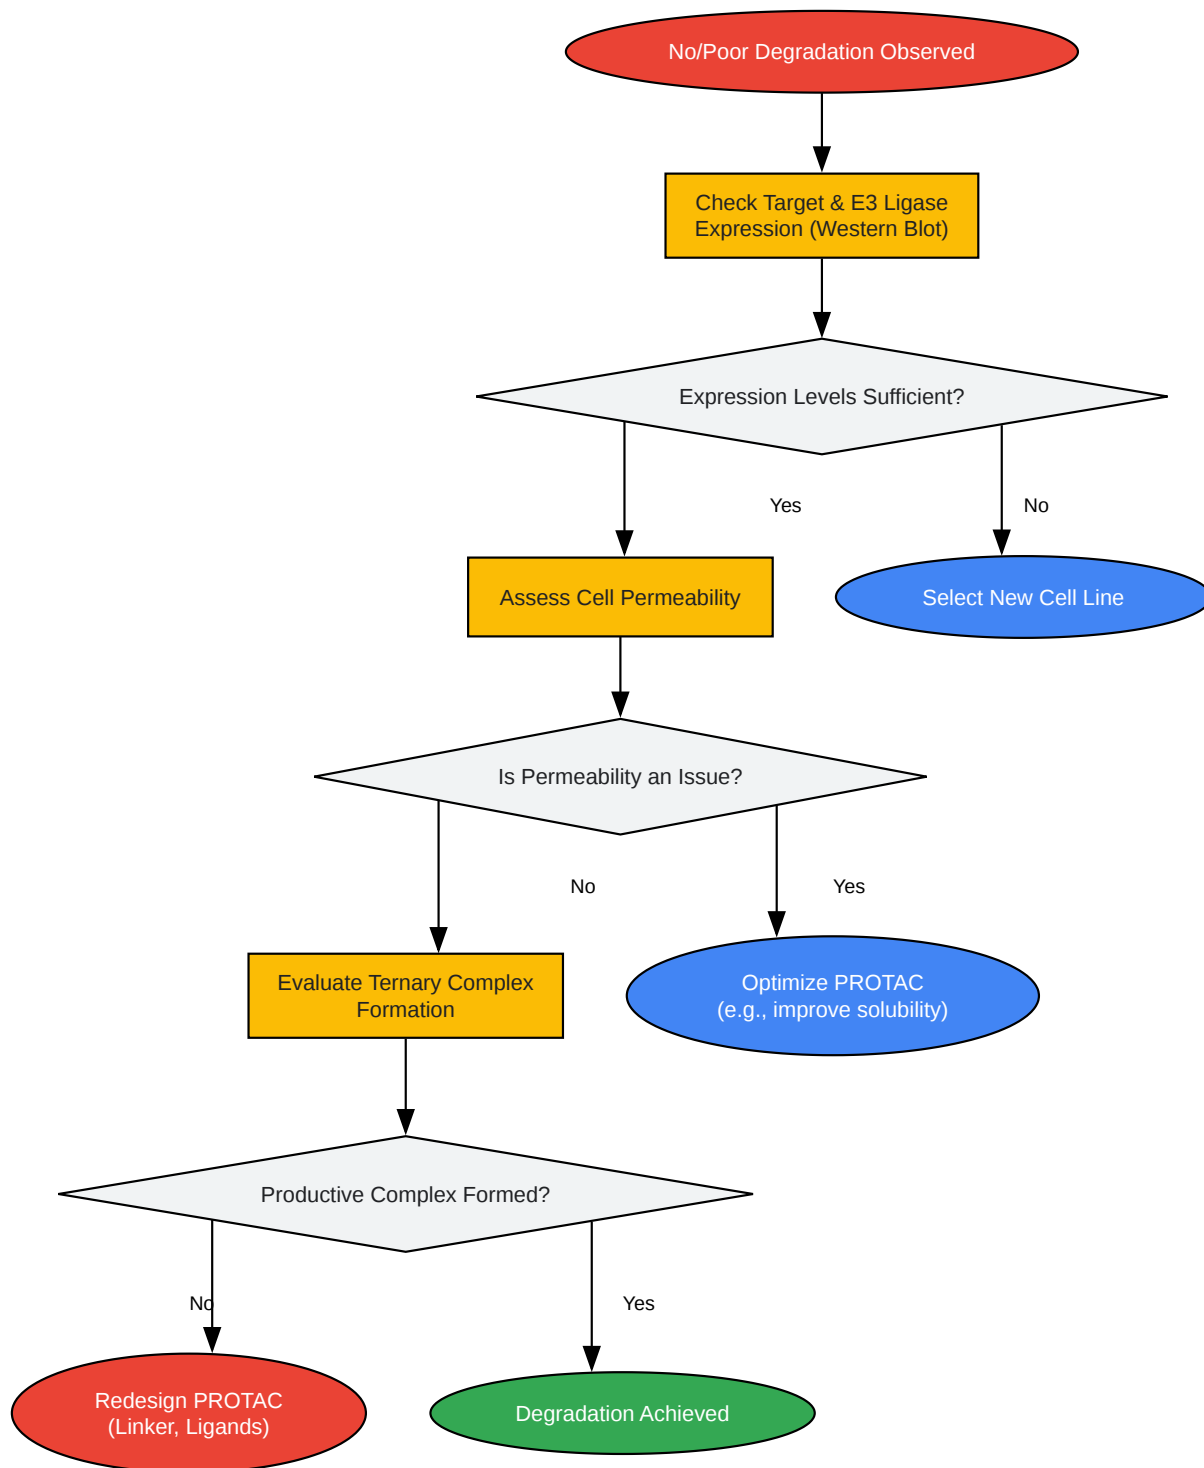 No/Poor Degradation Observed
Check Target & E3 Ligase
Expression (Western Blot)
Expression Levels Sufficient?
Yes
No
Assess Cell Permeability
Select New Cell Line
Is Permeability an Issue?
No
Yes
Evaluate Ternary Complex
Formation
Optimize PROTAC
(e.g., improve solubility)
Productive Complex Formed?
No
Yes
Redesign PROTAC
(Linker, Ligands)
Degradation Achieved